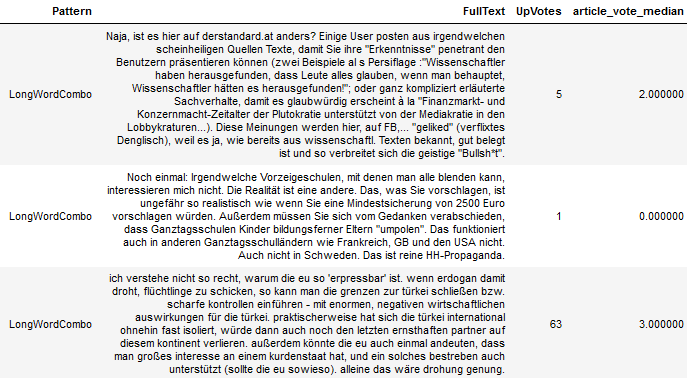 Pattern FullText UpVotes article_vote_median
Naja, ist es hier auf derstandard.at anders? Einige User posten aus irgendwelchen
scheinheiligen Quellen Texte, damit Sie ihre "Erkenntnisse" penetrant den
Benutzern präsentieren können (zwei Beispiele al s Persiflage :"Wissenschaftler
haben herausgefunden, dass Leute alles glauben, wenn man behauptet,
Wissenschaftler hätten es herausgefunden!"; oder ganz kompliziert erläuterte
LongWordCombo Sachverhalte, damit es glaubwürdig erscheint à la "Finanzmarkt- und 5 2.000000
Konzernmacht-Zeitalter der Plutokratie unterstützt von der Mediakratie in den
Lobbykraturen...). Diese Meinungen werden hier, auf FB,... "geliked" (verflixtes
Denglisch), weil es ja, wie bereits aus wissenschaftl. Texten bekannt, gut belegt
ist und so verbreitet sich die geistige "Bullsh*t".
Noch einmal: Irgendwelche Vorzeigeschulen, mit denen man alle blenden kann,
interessieren mich nicht. Die Realität ist eine andere. Das, was Sie vorschlagen, ist
ungefähr so realistisch wie wenn Sie eine Mindestsicherung von 2500 Euro
LongWordCombo vorschlagen würden. Außerdem müssen Sie sich vom Gedanken verabschieden, 1 0.000000
dass Ganztagsschulen Kinder bildungsferner Eltern "umpolen". Das funktioniert
auch in anderen Ganztagsschulländern wie Frankreich, GB und den USA nicht.
Auch nicht in Schweden. Das ist reine HH-Propaganda.
ich verstehe nicht so recht, warum die eu so 'erpressbar' ist. wenn erdogan damit
droht, flüchtlinge zu schicken, so kann man die grenzen zur türkei schließen bzw.
scharfe kontrollen einführen - mit enormen, negativen wirtschaftlichen
auswirkungen für die türkei. praktischerweise hat sich die türkei international
LongWordCombo ohnehin fast isoliert, würde dann auch noch den letzten ernsthaften partner auf 63 3.000000
diesem kontinent verlieren. außerdem könnte die eu auch einmal andeuten, dass
man großes interesse an einem kurdenstaat hat, und ein solches bestreben auch
unterstützt (sollte die eu sowieso). alleine das wäre drohung genung.